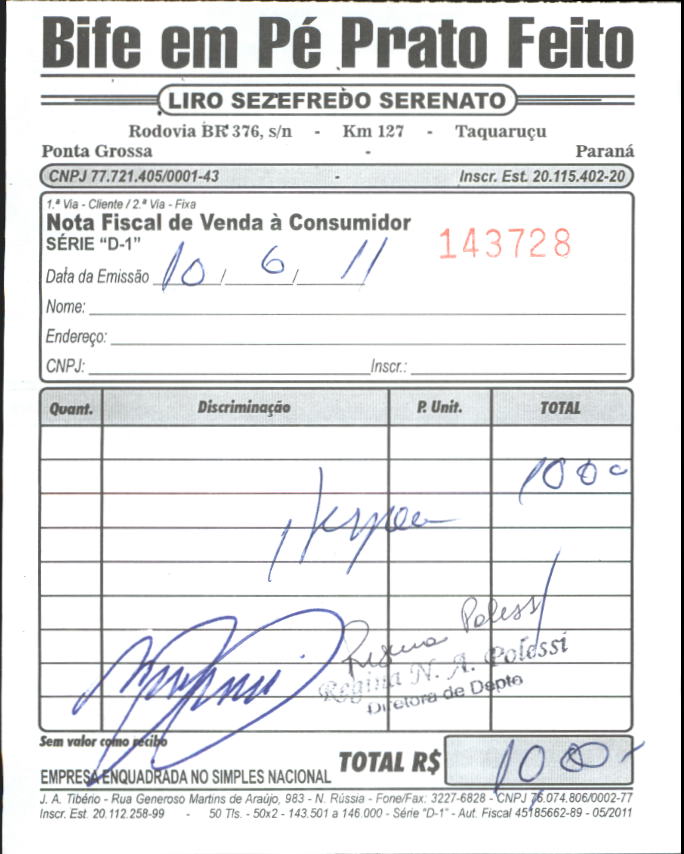 Bife em Pé Prato Feito
LIRO SEZEFREDO SERENATO
Rodovia BR 376, s/n - Km 127 - Taquaruçu
Ponta Grossa - Paraná
CNPJ 77.721.405/0001-43 - Inscr. Est. 20.115.402-20
1.ª Via - Cliente / 2.ª Via - Fixa
Nota Fiscal de Venda à Consumidor
SÉRIE "D-1"
143728
Data da Emissão 10 / 6 / 11
Nome:
Endereço:
CNPJ: Inscr.:
Quant. Discriminação P. Unit. TOTAL
1000
Regina Polessi
Regina N. A. Polessi
Diretora de Depto
Sem valor como recibo
TOTAL R$ 1000
EMPRESA ENQUADRADA NO SIMPLES NACIONAL
J. A. Tibério - Rua Generoso Martins de Araújo, 983 - N. Rússia - Fone/Fax: 3227-6828 - CNPJ 76.074.806/0002-77
Inscr. Est. 20.112.258-99 - 50 Tls. - 50x2 - 143.501 a 146.000 - Série "D-1" - Aut. Fiscal 45185662-89 - 05/2011